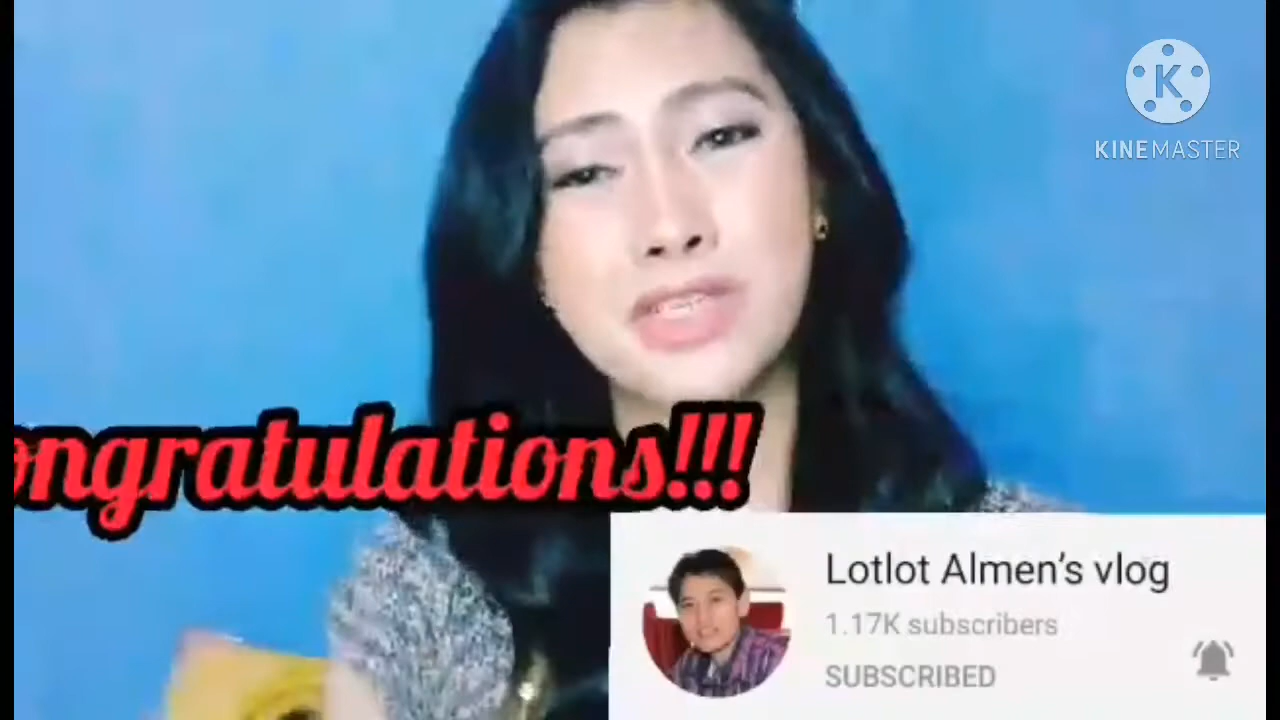 KINEMASTER
ongratulations!!!
Lotlot Almen's vlog
1.17K subscribers
SUBSCRIBED